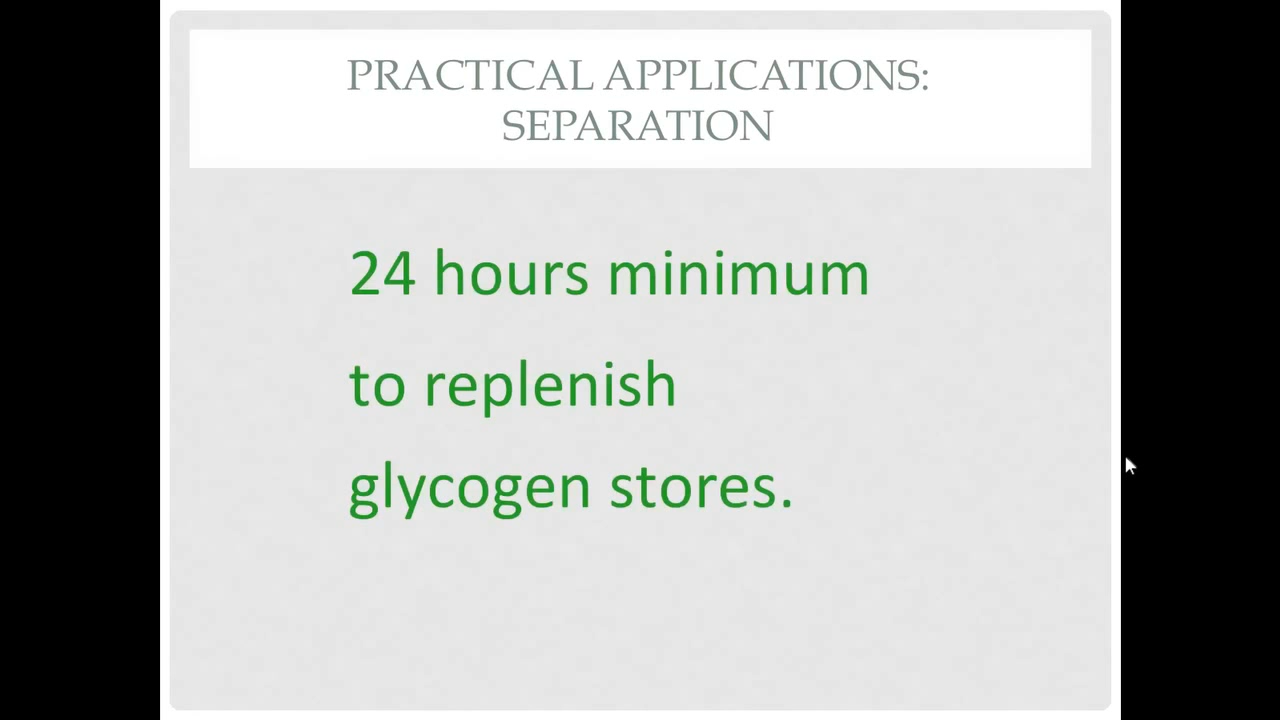 PRACTICAL APPLICATIONS:
SEPARATION
24 hours minimum
to replenish
glycogen stores.